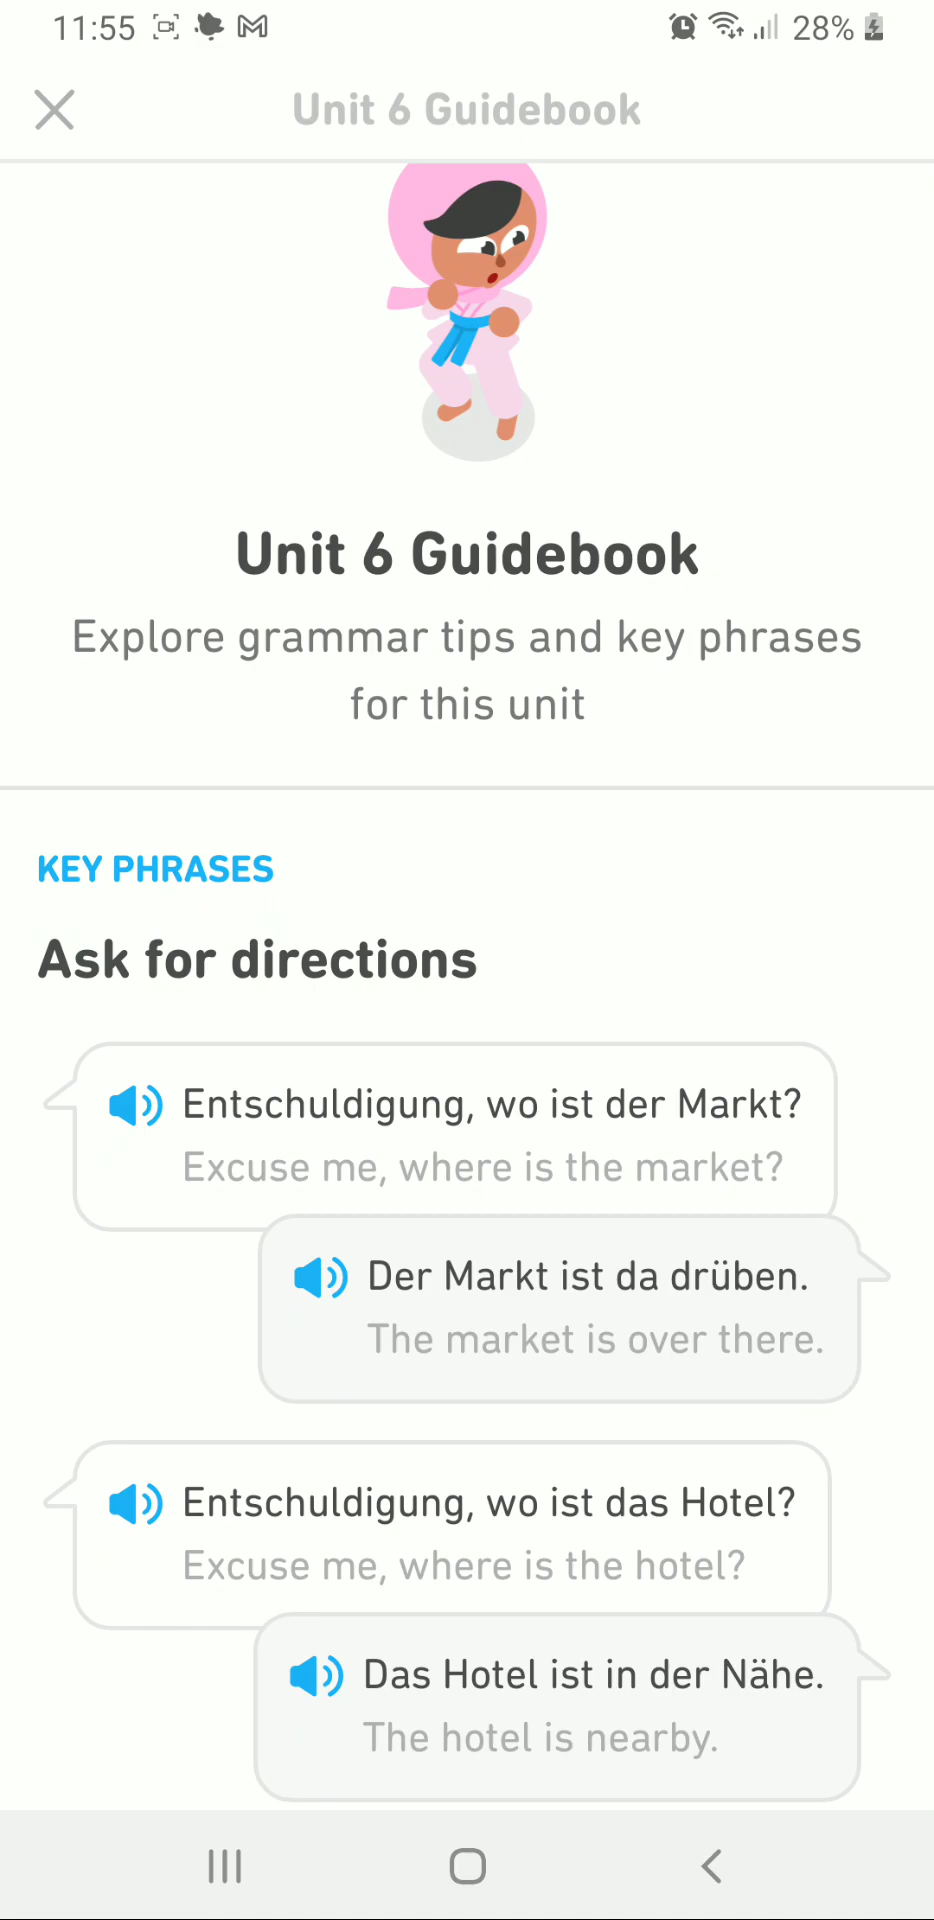 11:55
28%
Unit 6 Guidebook
Unit 6 Guidebook
Explore grammar tips and key phrases
for this unit
KEY PHRASES
Ask for directions
Entschuldigung, wo ist der Markt?
Excuse me, where is the market?
Der Markt ist da drüben.
The market is over there.
Entschuldigung, wo ist das Hotel?
Excuse me, where is the hotel?
Das Hotel ist in der Nähe.
The hotel is nearby.